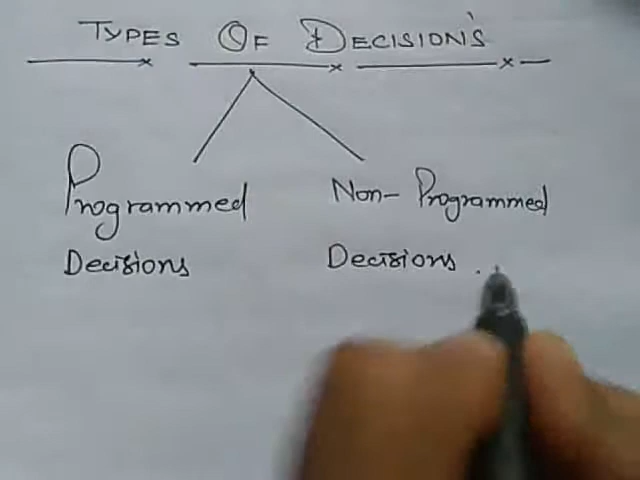 TYPES OF DECISION'S
Programmed Non-Programmed
Decisions Decisions.